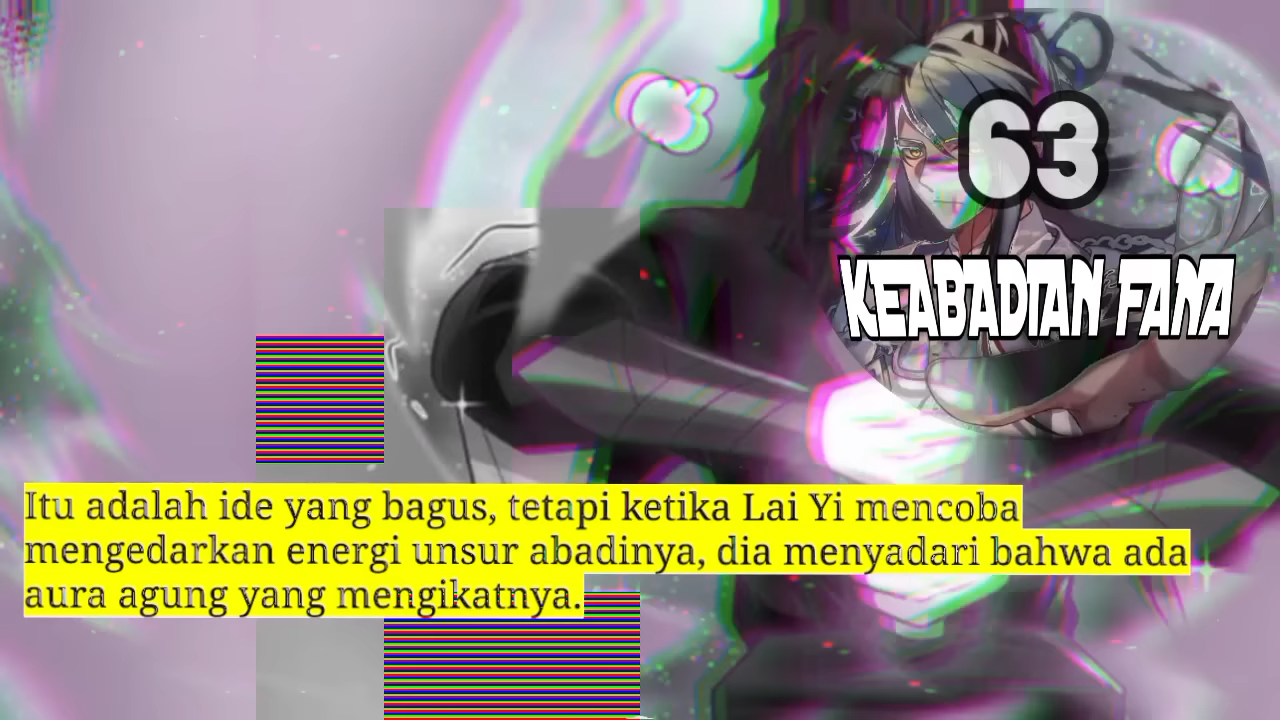 63
KEABADIAN FANA
Itu adalah ide yang bagus, tetapi ketika Lai Yi mencoba
mengedarkan energi unsur abadinya, dia menyadari bahwa ada
aura agung yang mengikatnya.